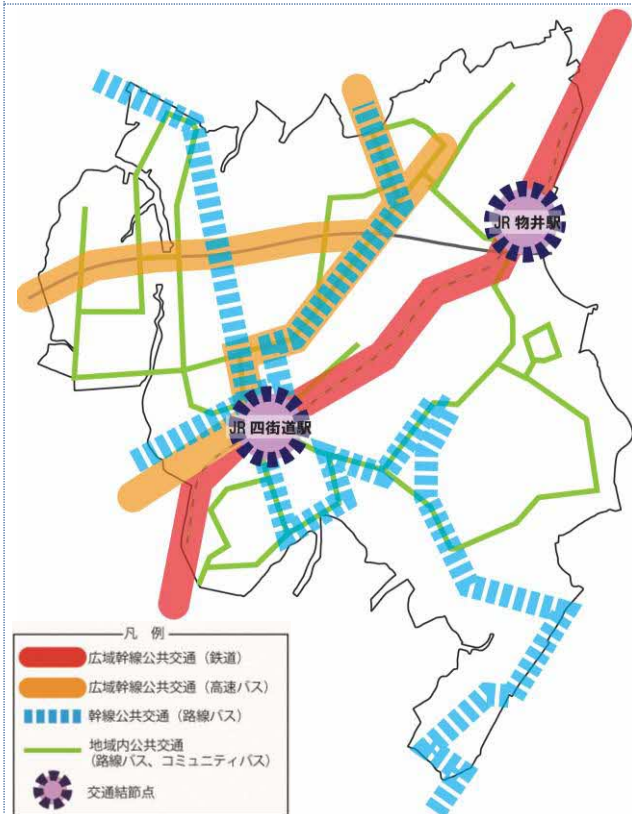 JR 物井駅
JR 四街道駅
凡 例
広域幹線公共交通（鉄道）
広域幹線公共交通（高速バス）
幹線公共交通（路線バス）
地域内公共交通
（路線バス、コミュニティバス）
交通結節点